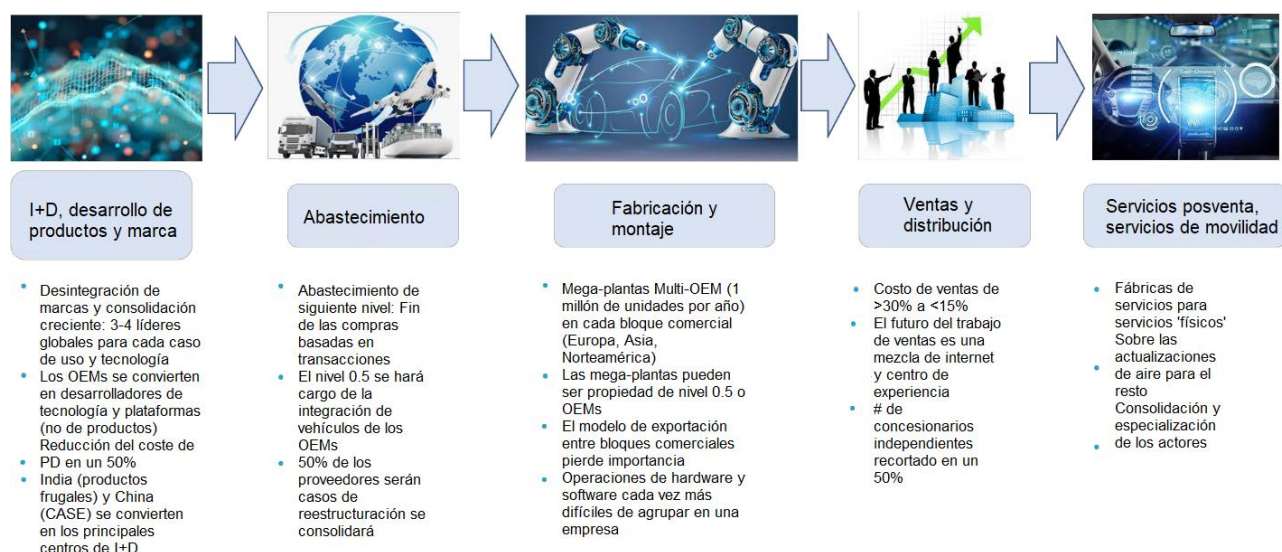 I+D, desarrollo de
productos y marca
Desintegración de
marcas y consolidación
creciente: 3-4 líderes
globales para cada caso
de uso y tecnología
Los OEMs se convierten
en desarrolladores de
tecnología y plataformas
(no de productos)
Reducción del coste de
PD en un 50%
India (productos
frugales) y China
(CASE) se convierten
en los principales
centros de I+D
Abastecimiento
Abastecimiento de
siguiente nivel: Fin
de las compras
basadas en
transacciones
El nivel 0.5 se hará
cargo de la
integración de
vehículos de los
OEMs
50% de los
proveedores serán
casos de
reestructuración se
consolidará
Fabricación y
montaje
Mega-plantas Multi-OEM (1
millón de unidades por año)
en cada bloque comercial
(Europa, Asia,
Norteamérica)
Las mega-plantas pueden
ser propiedad de nivel 0.5 o
OEMs
El modelo de exportación
entre bloques comerciales
pierde importancia
Operaciones de hardware y
software cada vez más
difíciles de agrupar en una
empresa
Ventas y
distribución
Costo de ventas de
>30% a <15%
El futuro del trabajo
de ventas es una
mezcla de internet
y centro de
experiencia
# de
concesionarios
independientes
recortado en un
50%
Servicios posventa,
servicios de movilidad
Fábricas de
servicios para
servicios 'físicos'
Sobre las
actualizaciones
de aire para el
resto
Consolidación y
especialización
de los actores